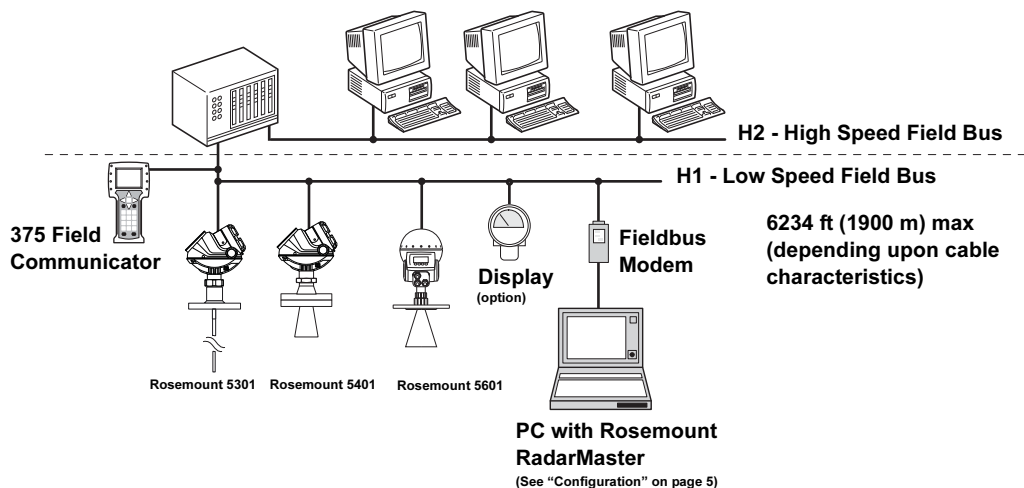 H2 - High Speed Field Bus
H1 - Low Speed Field Bus
375 Field
Communicator
6234 ft (1900 m) max
(depending upon cable
characteristics)
Fieldbus
Modem
Display
(option)
Rosemount 5301
Rosemount 5401
Rosemount 5601
PC with Rosemount
RadarMaster
(See “Configuration” on page 5)